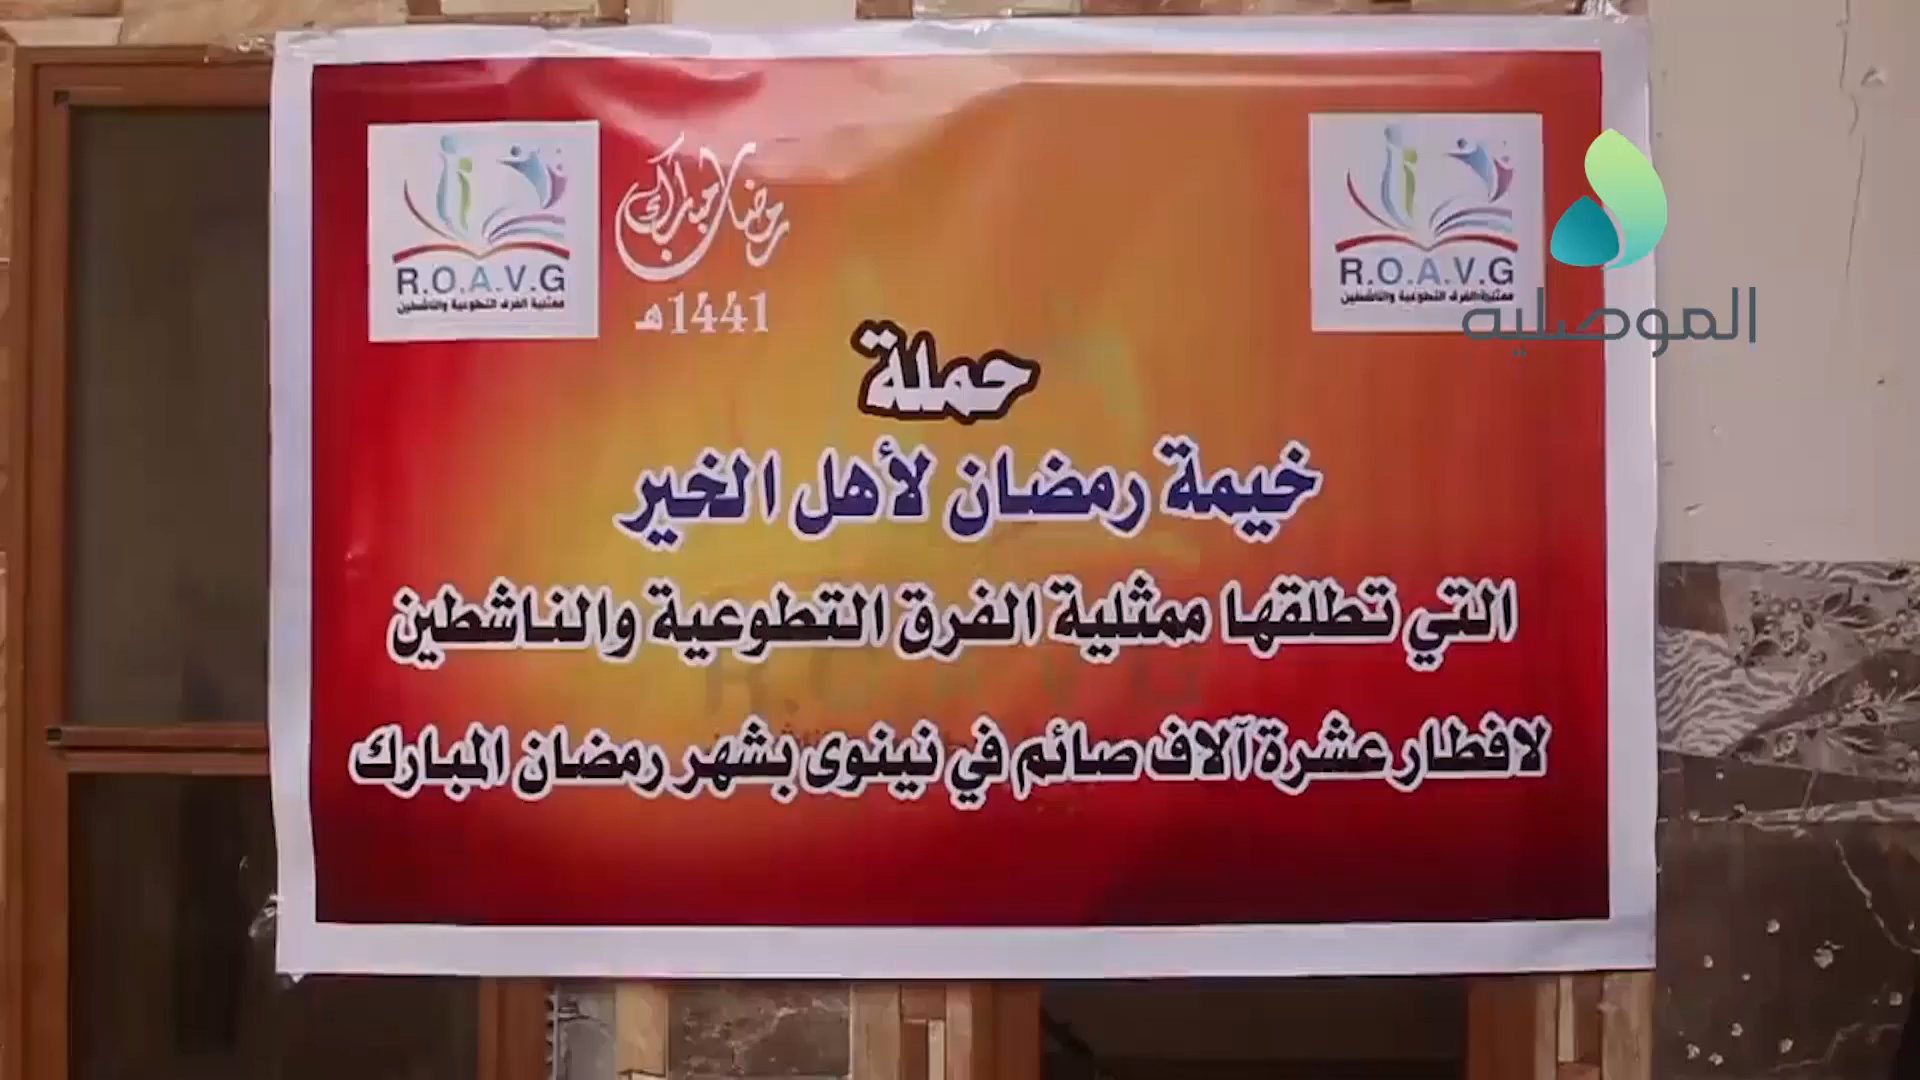 R.O.A.V.G
ممثلية الفرق التطوعية والناشطين
رمضان مبارك
1441هـ
R.O.A.V.G
ممثلية الفرق التطوعية والناشطين
الموصلية
حملة
خيمة رمضان لأهل الخير
التي تطلقها ممثلية الفرق التطوعية والناشطين
لافطار عشرة آلاف صائم في نينوى بشهر رمضان المبارك
R.O.A.V.G